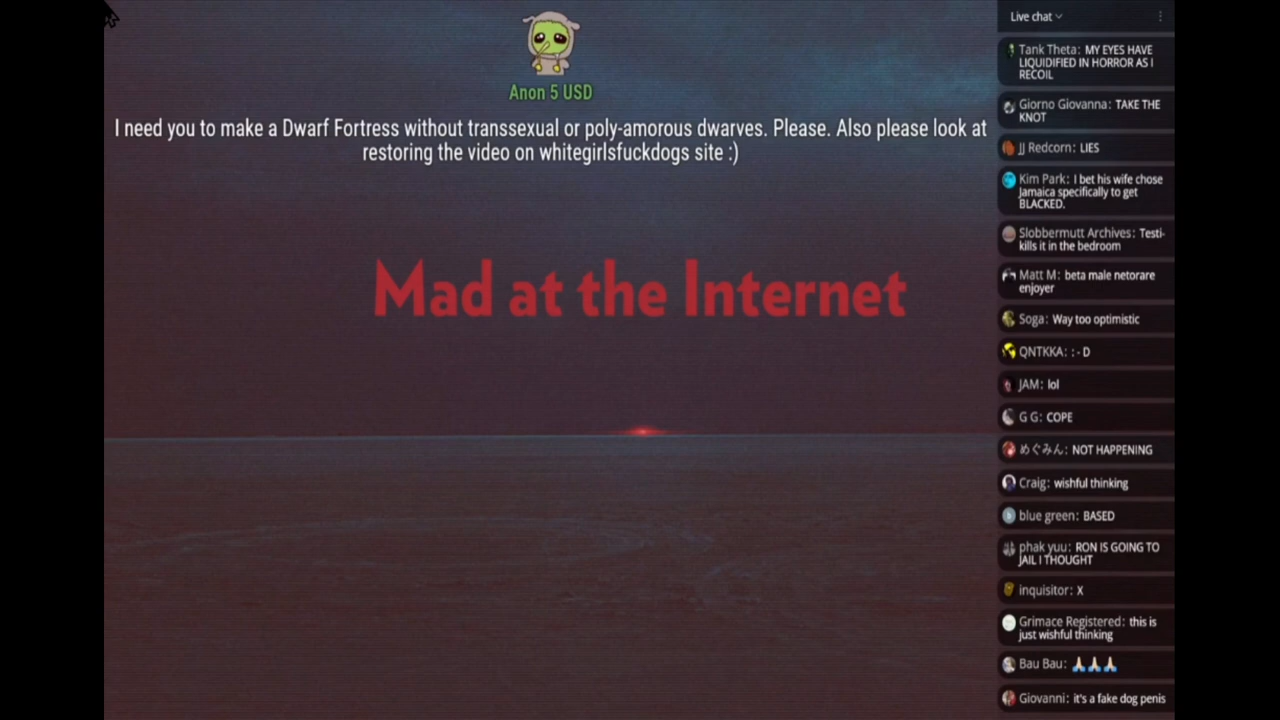 Anon 5 USD
I need you to make a Dwarf Fortress without transsexual or poly-amorous dwarves. Please. Also please look at
restoring the video on whitegirlsfuckdogs site :)
Mad at the Internet
Live chat
Tank Theta: MY EYES HAVE
LIQUIDIFIED IN HORROR AS I
RECOIL
Giorno Giovanna: TAKE THE
KNOT
JJ Redcorn: LIES
Kim Park: I bet his wife chose
Jamaica specifically to get
BLACKED.
Slobbermutt Archives: Testi-
kills it in the bedroom
Matt M: beta male netorare
enjoyer
Soga: Way too optimistic
QNTKKA: : - D
JAM: lol
G G: COPE
めぐみん: NOT HAPPENING
Craig: wishful thinking
blue green: BASED
phak yuu: RON IS GOING TO
JAIL I THOUGHT
inquisitor: X
Grimace Registered: this is
just wishful thinking
Bau Bau: 🙏🙏🙏
Giovanni: it's a fake dog penis